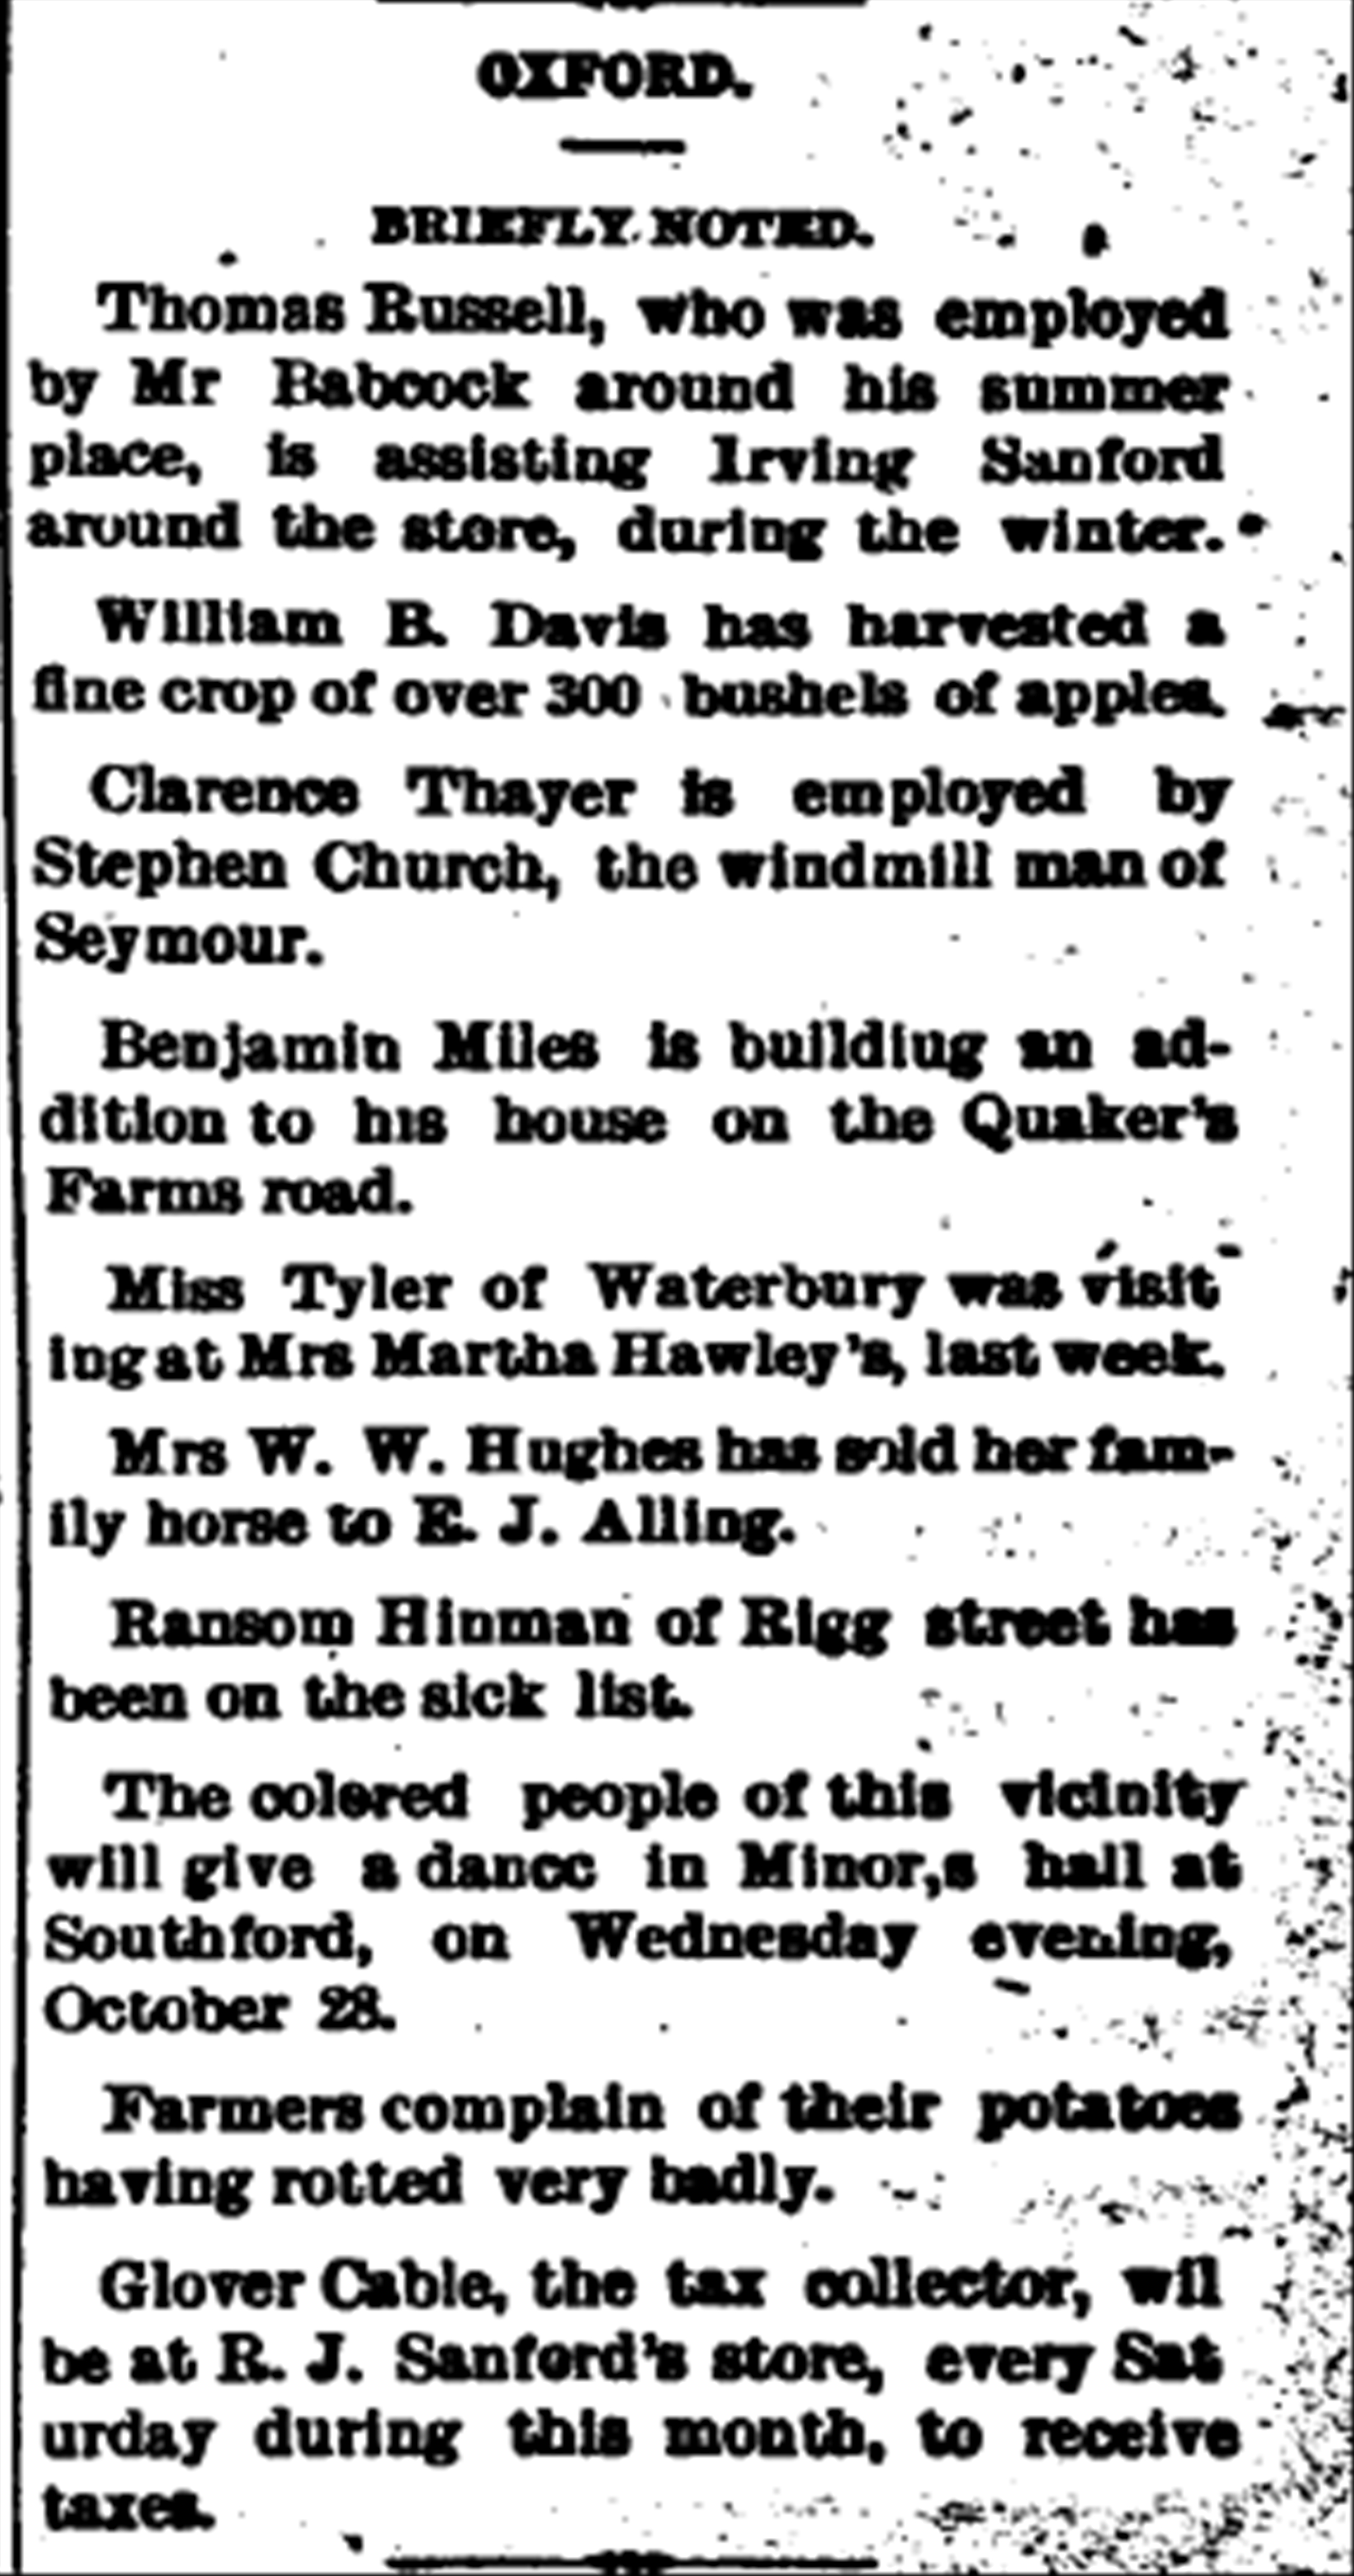 OXFORD.
BRIEFLY NOTED.
Thomas Russell, who was employed
by Mr Babcock around his summer
place, is assisting Irving Sanford
around the store, during the winter.
William B. Davis has harvested a
fine crop of over 300 bushels of apples.
Clarence Thayer is employed by
Stephen Church, the windmill man of
Seymour.
Benjamin Miles is buildiug an ad-
dition to his house on the Quaker's
Farms road.
Miss Tyler of Waterbury was visit
ing at Mrs Martha Hawley's, last week.
Mrs W. W. Hughes has sold her fam-
ily horse to E. J. Alling.
Ransom Hinman of Rigg street has
been on the sick list.
The colored people of this vicinity
will give a dancc in Minor,s hall at
Southford, on Wednesday evening,
October 28.
Farmers complain of their potatoes
having rotted very badly.
Glover Cable, the tax collector, wil
be at R. J. Sanford's store, every Sat
urday during this month, to receive
taxes.